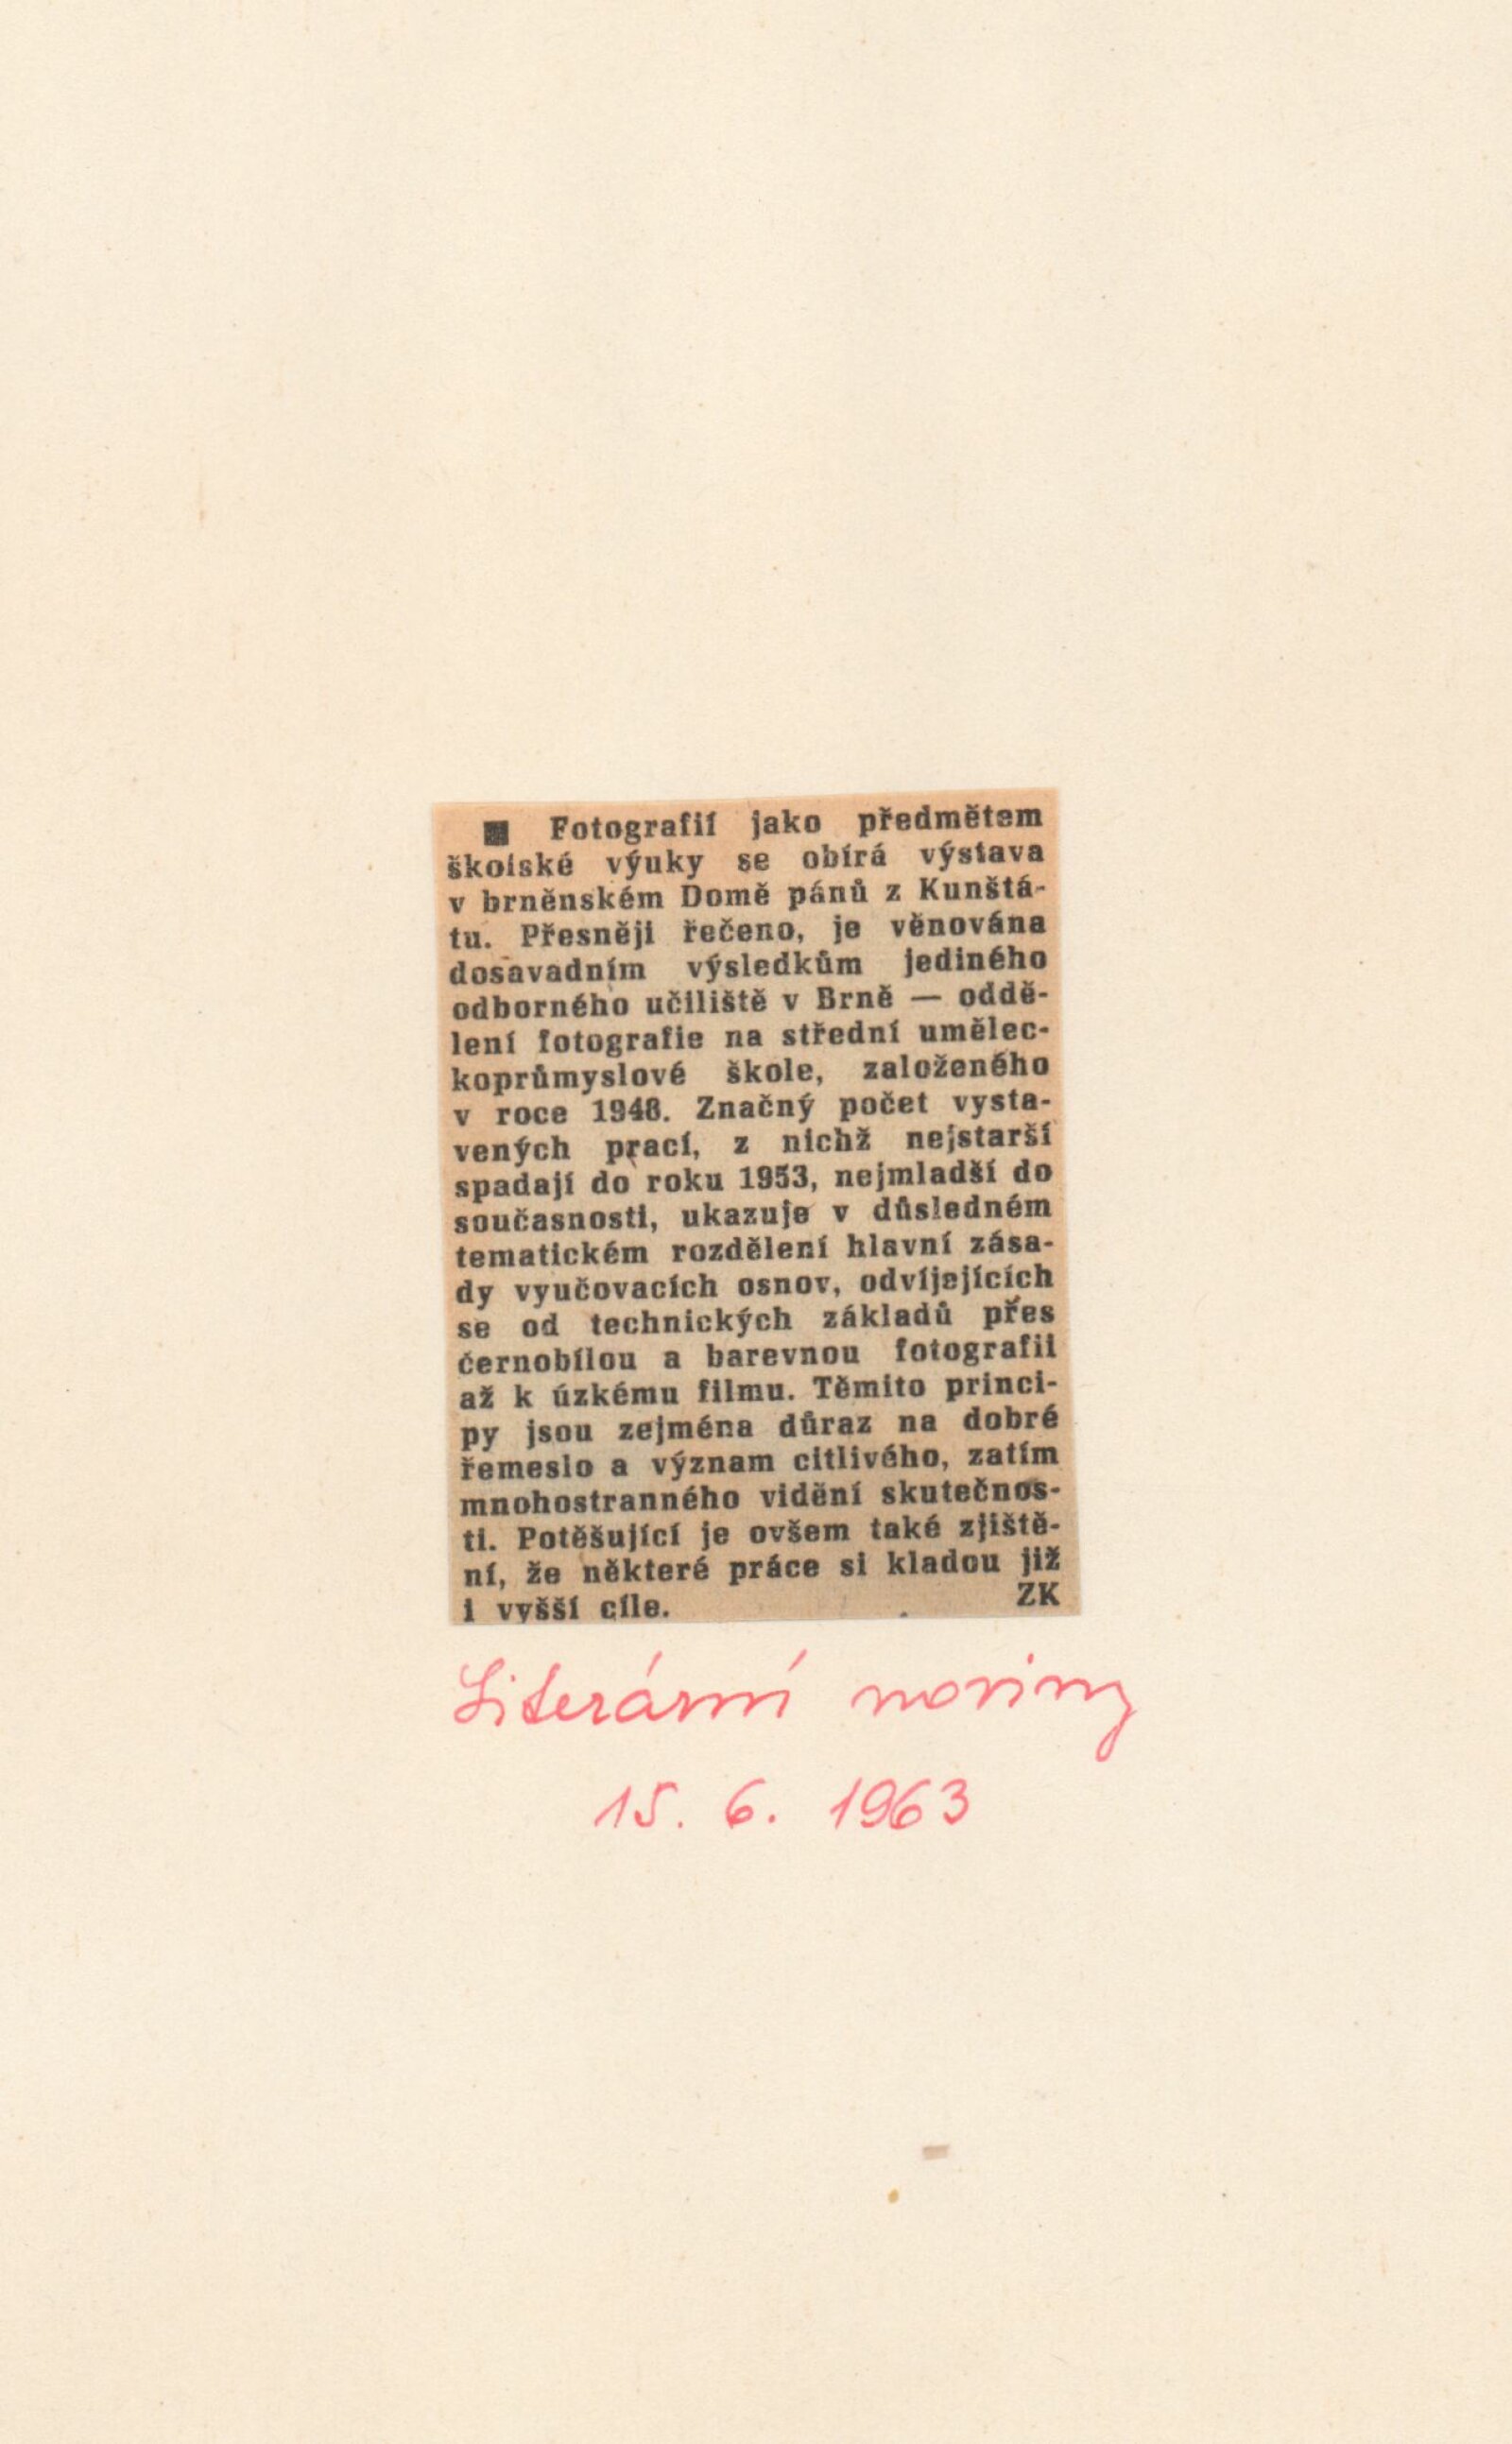 ■ Fotografií jako předmětem
školské výuky se obírá výstava
v brněnském Domě pánů z Kunštá-
tu. Přesněji řečeno, je věnována
dosavadním výsledkům jediného
odborného učiliště v Brně — oddě-
lení fotografie na střední umělec-
koprůmyslové škole, založeného
v roce 1948. Značný počet vysta-
vených prací, z nichž nejstarší
spadají do roku 1953, nejmladší do
současnosti, ukazuje v důsledném
tematickém rozdělení hlavní zása-
dy vyučovacích osnov, odvíjejících
se od technických základů přes
černobílou a barevnou fotografii
až k úzkému filmu. Těmito princi-
py jsou zejména důraz na dobré
řemeslo a význam citlivého, zatím
mnohostranného vidění skutečnos-
ti. Potěšující je ovšem také zjiště-
ní, že některé práce si kladou již
i vyšší cíle. ZK
Literární noviny
15. 6. 1963